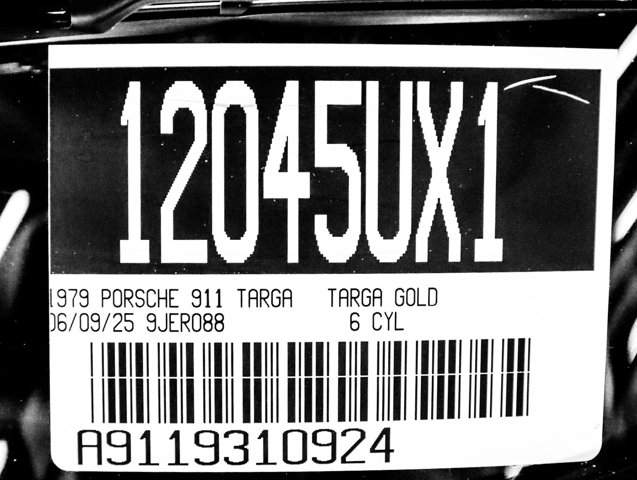 12045UX1
1979 PORSCHE 911 TARGA TARGA GOLD
06/09/25 9JER088 6 CYL
A9119310924